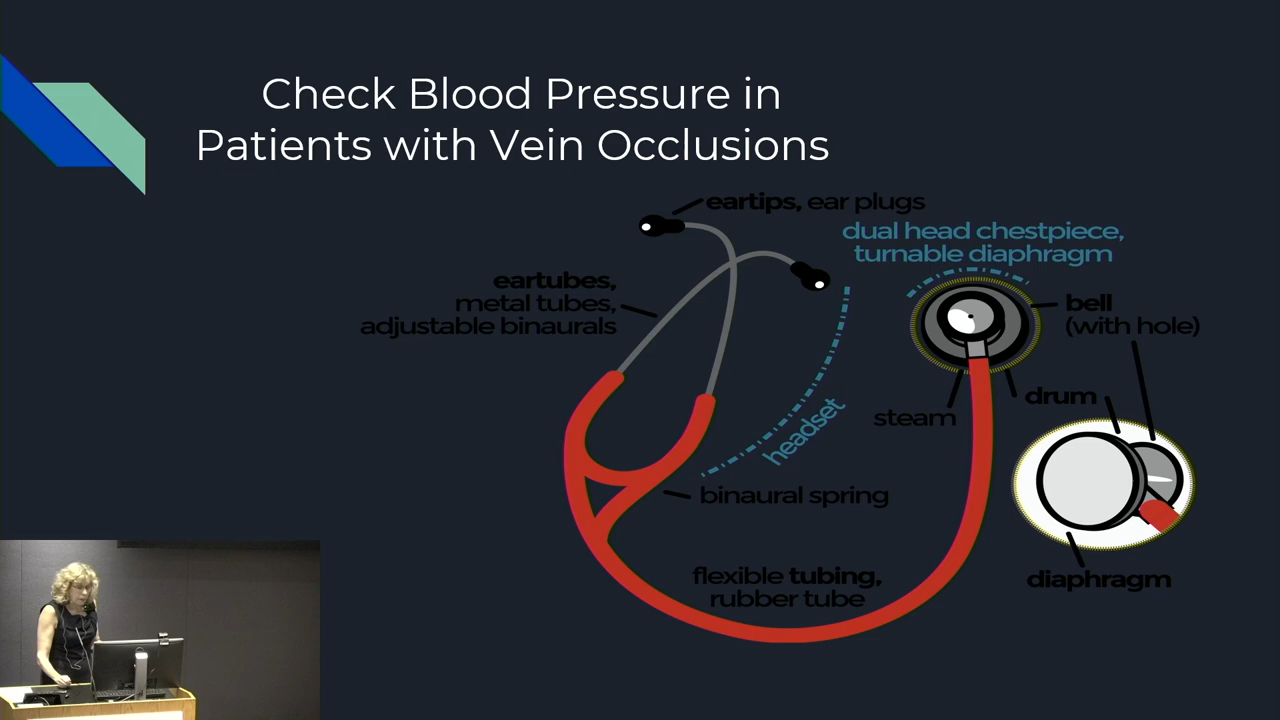 Check Blood Pressure in
Patients with Vein Occlusions
eartips, ear plugs
dual head chestpiece,
turnable diaphragm
eartubes,
metal tubes,
adjustable binaurals
bell
(with hole)
drum
steam
headset
binaural spring
flexible tubing,
rubber tube
diaphragm